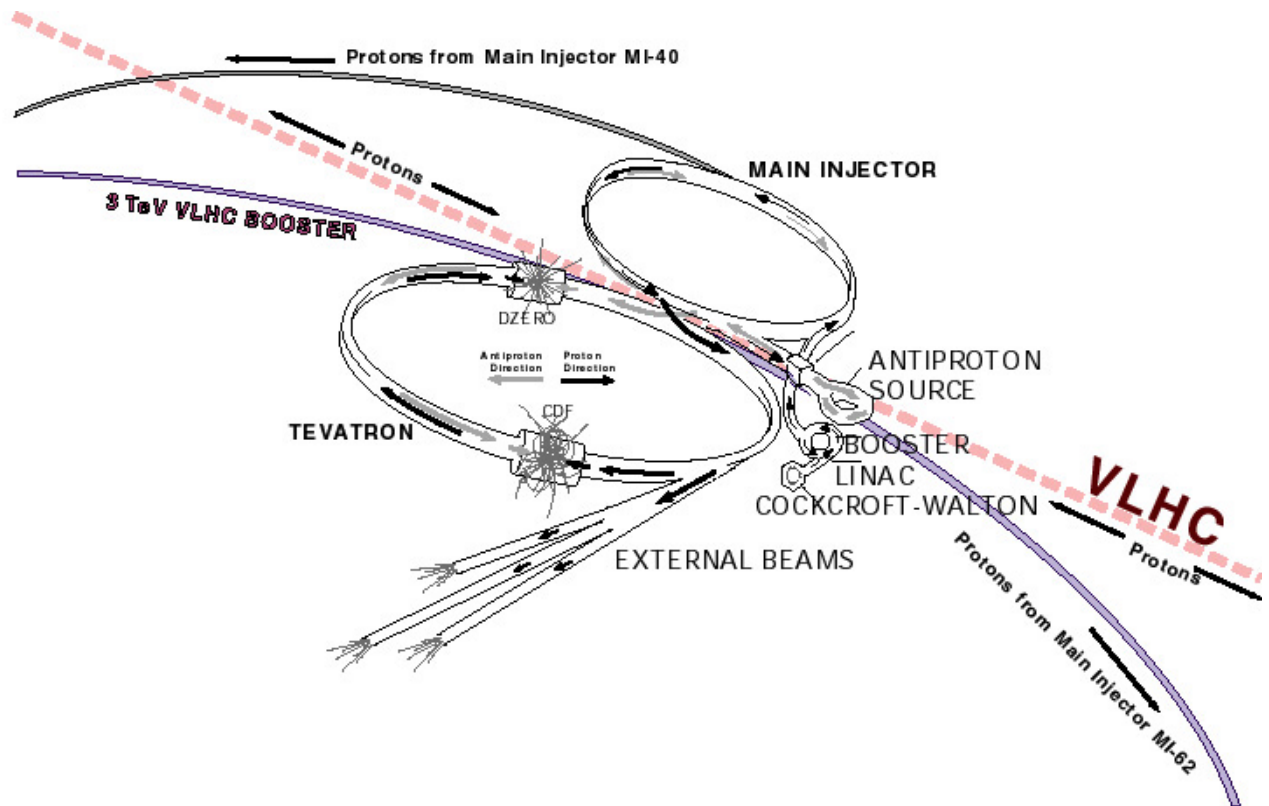 Protons from Main Injector MI-40
Protons
MAIN INJECTOR
3 TeV VLHC BOOSTER
DZERO
Antiproton
Direction
Proton
Direction
ANTIPROTON
SOURCE
CDF
TEVATRON
BOOSTER
LINAC
COCKCROFT-WALTON
VLHC
Protons
EXTERNAL BEAMS
Protons from Main Injector MI-62